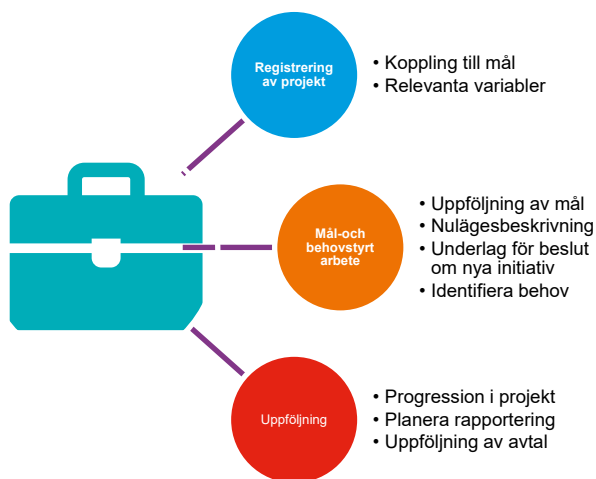 Registrering
av projekt
• Koppling till mål
• Relevanta variabler
Mål-och
behovstyrt
arbete
• Uppföljning av mål
• Nulägesbeskrivning
• Underlag för beslut
om nya initiativ
• Identifiera behov
Uppföljning
• Progression i projekt
• Planera rapportering
• Uppföljning av avtal